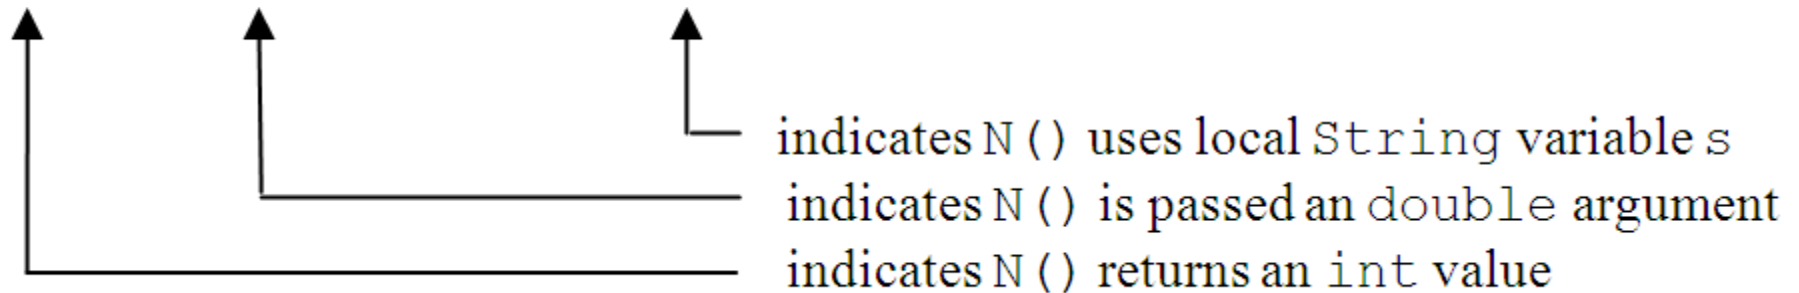 indicates N() uses local String variable s
indicates N() is passed an double argument
indicates N() returns an int value